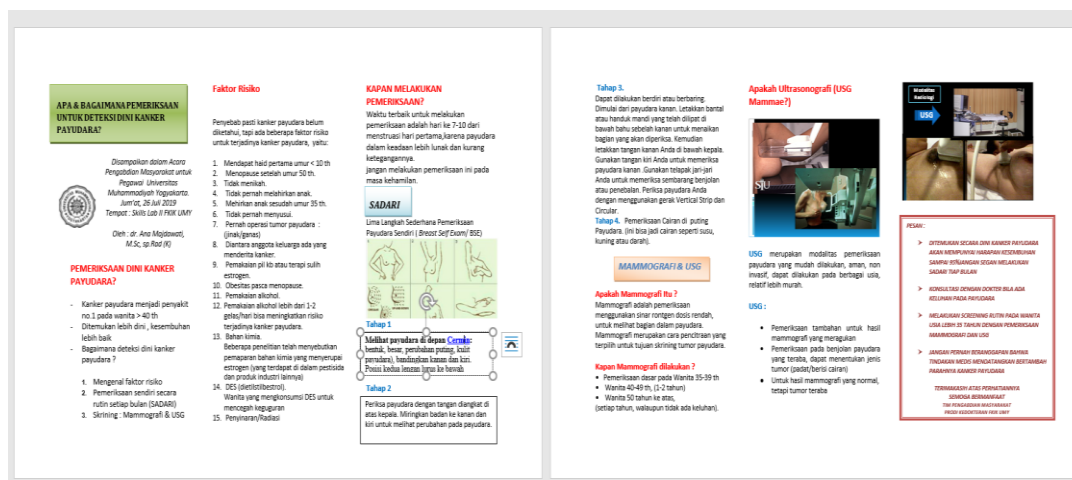 APA & BAGAIMANA PEMERIKSAAN
UNTUK DETEKSI DINI KANKER
PAYUDARA?
Disampaikan dalam Acara
Pengabdian Masyarakat untuk
Pegawai Universitas
Muhammadiyah Yogyakarta.
Jum'at, 26 Juli 2019
Tempat : Skills Lab II FKIK UMY
Oleh : dr. Ana Majdawati,
M.Sc, sp.Rad (K)
PEMERIKSAAN DINI KANKER
PAYUDARA?
- Kanker payudara menjadi penyakit
no.1 pada wanita > 40 th
- Ditemukan lebih dini , kesembuhan
lebih baik
- Bagaimana deteksi dini kanker
payudara ?
1. Mengenal faktor risiko
2. Pemeriksaan sendiri secara
rutin setiap bulan (SADARI)
3. Skrining : Mammografi & USG
Faktor Risiko
Penyebab pasti kanker payudara belum
diketahui, tapi ada beberapa faktor risiko
untuk terjadinya kanker payudara, yaitu:
1. Mendapat haid pertama umur < 10 th
2. Menopause setelah umur 50 th.
3. Tidak menikah.
4. Tidak pernah melahirkan anak.
5. Mehirkan anak sesudah umur 35 th.
6. Tidak pernah menyusui.
7. Pernah operasi tumor payudara :
(jinak/ganas)
8. Diantara anggota keluarga ada yang
menderita kanker.
9. Pemakaian pil kb atau terapi sulih
estrogen.
10. Obesitas pasca menopause.
11. Pemakaian alkohol.
12. Pemakaian alkohol lebih dari 1-2
gelas/hari bisa meningkatkan risiko
terjadinya kanker payudara.
13. Bahan kimia.
Beberapa penelitian telah menyebutkan
pemaparan bahan kimia yang menyerupai
estrogen (yang terdapat di dalam pestisida
dan produk industri lainnya)
14. DES (dietlistilbestrol).
Wanita yang mengkonsumsi DES untuk
mencegah keguguran
15. Penyinaran/Radiasi
KAPAN MELAKUKAN
PEMERIKSAAN?
Waktu terbaik untuk melakukan
pemeriksaan adalah hari ke 7-10 dari
menstruasi hari pertama,karena payudara
dalam keadaan lebih lunak dan kurang
ketegangannya.
jangan melakukan pemeriksaan ini pada
masa kehamilan.
SADARI
Lima Langkah Sederhana Pemeriksaan
Payudara Sendiri ( Breast Self Exam/ BSE)
Tahap 1
Melihat payudara di depan Cermin:
bentuk, besar, perubahan puting, kulit
payudara), bandingkan kanan dan kiri.
Posisi kedua lengan lurus ke bawah
Tahap 2
Periksa payudara dengan tangan diangkat di
atas kepala. Miringkan badan ke kanan dan
kiri untuk melihat perubahan pada payudara.
Tahap 3.
Dapat dilakukan berdiri atau berbaring.
Dimulai dari payudara kanan. Letakkan bantal
atau handuk mandi yang telah dilipat di
bawah bahu sebelah kanan untuk menaikan
bagian yang akan diperiksa. Kemudian
letakkan tangan kanan Anda di bawah kepala.
Gunakan tangan kiri Anda untuk memeriksa
payudara kanan .Gunakan telapak jari-jari
Anda untuk memeriksa sembarang benjolan
atau penebalan. Periksa payudara Anda
dengan menggunakan gerak Vertical Strip dan
Circular.
Tahap 4. Pemeriksaan Cairan di puting
Payudara. (ini bisa jadi cairan seperti susu,
kuning atau darah).
MAMMOGRAFI & USG
Apakah Mammografi Itu ?
Mammografi adalah pemeriksaan
menggunakan sinar rontgen dosis rendah,
untuk melihat bagian dalam payudara.
Mammografi merupakan cara pencitraan yang
terpilih untuk tujuan skrining tumor payudara.
Kapan Mammografi Dilakukan ?
▪ Pemeriksaan dasar pada Wanita 35-39 th
▪ Wanita 40-49 th, (1-2 tahun)
▪ Wanita 50 tahun ke atas,
(setiap tahun, walaupun tidak ada keluhan).
Apakah Ultrasonografi (USG
Mammae?)
STU
USG merupakan modalitas pemeriksaan
payudara yang mudah dilakukan, aman, non
invasif, dapat dilakukan pada berbagai usia,
relatif lebih murah.
USG :
• Pemeriksaan tambahan untuk hasil
mammografi yang meragukan
• Pemeriksaan pada benjolan payudara
yang teraba, dapat menentukan jenis
tumor (padat/berisi cairan)
• Untuk hasil mammografi yang normal,
tetapi tumor teraba
Modalitas
Radiologi
USG
PESAN :
➤ DITEMUKAN SECARA DINI KANKER PAYUDARA
AKAN MEMPUNYAI HARAPAN KESEMBUHAN
SAMPAI SEGAN MELAKUKAN
SADARI TIAP BULAN
➤ KONSULTASI DENGAN DOKTER BILA ADA
KELUHAN PADA PAYUDARA
➤ MELAKUKAN SCREENING RUTIN PADA WANITA
USIA LEBIH 35 TAHUN DENGAN PEMERIKSAAN
MAMMOGRAFI DAN USG
➤ JANGAN PERNAH BERANGGAPAN BAHWA
TINDAKAN MEDIS MENDATANGKAN BERTAMBAH
PARAHNYA KANKER PAYUDARA
TERIMAKASIH ATAS PERHATIANNYA
SEMOGA BERMANFAAT
TIM PENGABDIAN MASYARAKAT
PRODI KEDOKTERAN FKIK UMY